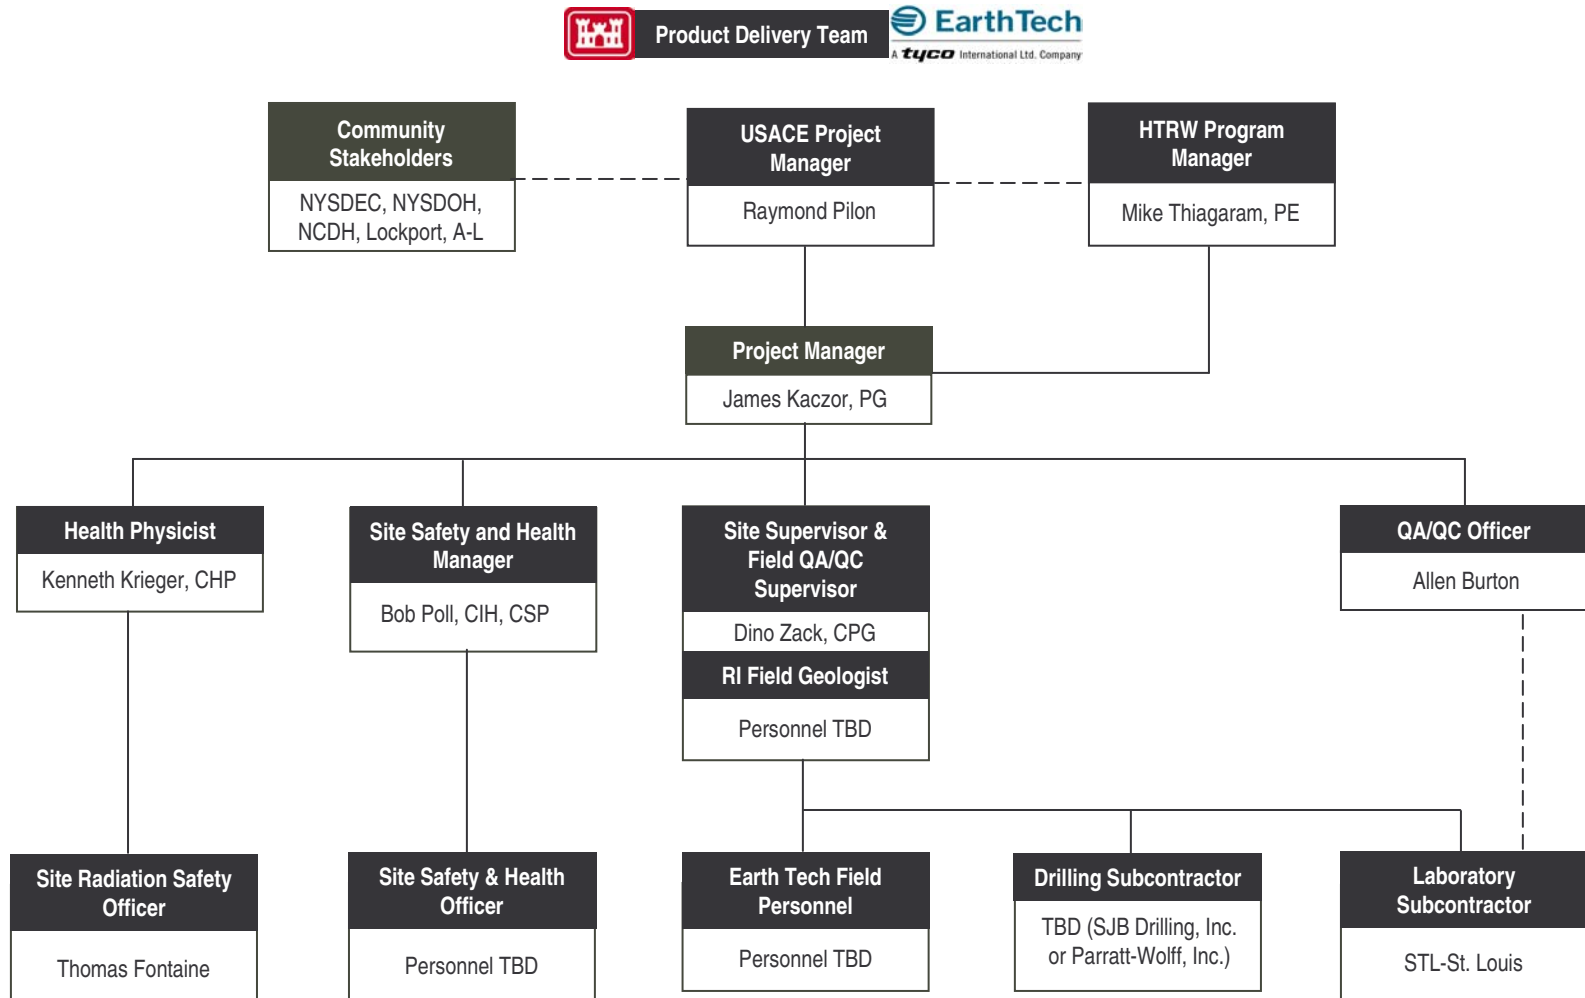 Product Delivery Team
EarthTech
A tyco International Ltd. Company
Community
Stakeholders
NYSDEC, NYSDOH,
NCDH, Lockport, A-L
USACE Project
Manager
Raymond Pilon
HTRW Program
Manager
Mike Thiagaram, PE
Project Manager
James Kaczor, PG
Health Physicist
Kenneth Krieger, CHP
Site Safety and Health
Manager
Bob Poll, CIH, CSP
Site Supervisor &
Field QA/QC
Supervisor
Dino Zack, CPG
RI Field Geologist
Personnel TBD
QA/QC Officer
Allen Burton
Site Radiation Safety
Officer
Thomas Fontaine
Site Safety & Health
Officer
Personnel TBD
Earth Tech Field
Personnel
Personnel TBD
Drilling Subcontractor
TBD (SJB Drilling, Inc.
or Parratt-Wolff, Inc.)
Laboratory
Subcontractor
STL-St. Louis